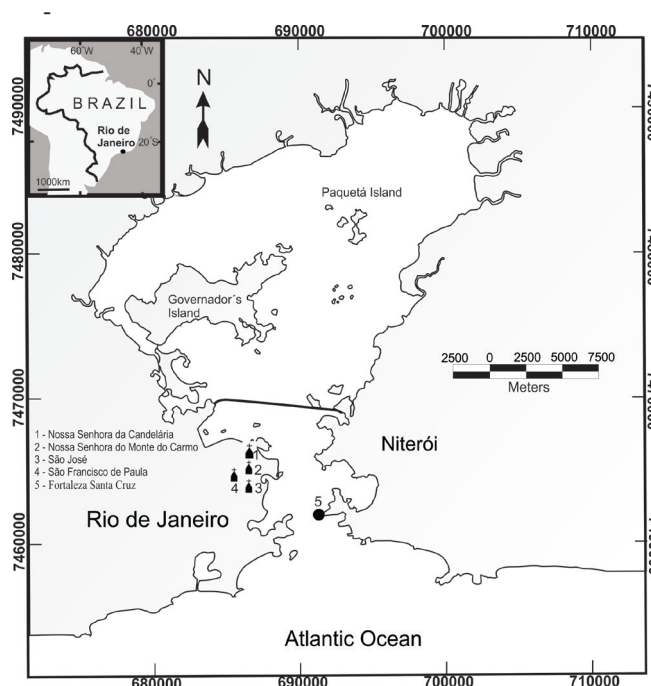 680000 690000 700000 710000
60°W 40°W
0°
BRAZIL
Rio de
Janeiro
20°S
1000km
N
7490000
7480000
7470000
7460000
Paquetá Island
Governador´s
Island
2500 0 2500 5000 7500
Meters
Niterói
1 - Nossa Senhora da Candelária
2 - Nossa Senhora do Monte do Carmo
3 - São José
4 - São Francisco de Paula
5 - Fortaleza Santa Cruz
1
2
4 3
5
Rio de Janeiro
Atlantic Ocean
680000 690000 700000 710000